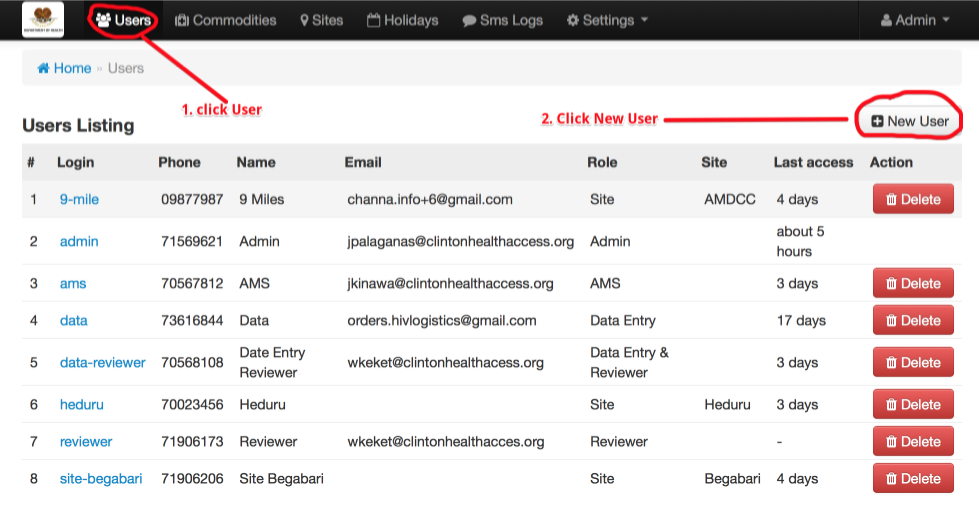 Users Commodities Sites Holidays Sms Logs Settings Admin
DEPARTMENT OF HEALTH
Home » Users
1. click User
2. Click New User
Users Listing
New User
# Login Phone Name Email Role Site Last access Action
1 9-mile 09877987 9 Miles channa.info+6@gmail.com Site AMDCC 4 days Delete
2 admin 71569621 Admin jpalaganas@clintonhealthaccess.org Admin about 5
hours
3 ams 70567812 AMS jkinawa@clintonhealthaccess.org AMS 3 days Delete
4 data 73616844 Data orders.hivlogistics@gmail.com Data Entry 17 days Delete
5 data-reviewer 70568108 Date Entry
Reviewer wkeket@clintonhealthacess.org Data Entry &
Reviewer 3 days Delete
6 heduru 70023456 Heduru Site Heduru 3 days Delete
7 reviewer 71906173 Reviewer wkeket@clintonhealthacces.org Reviewer - Delete
8 site-begabari 71906206 Site Begabari Site Begabari 4 days Delete